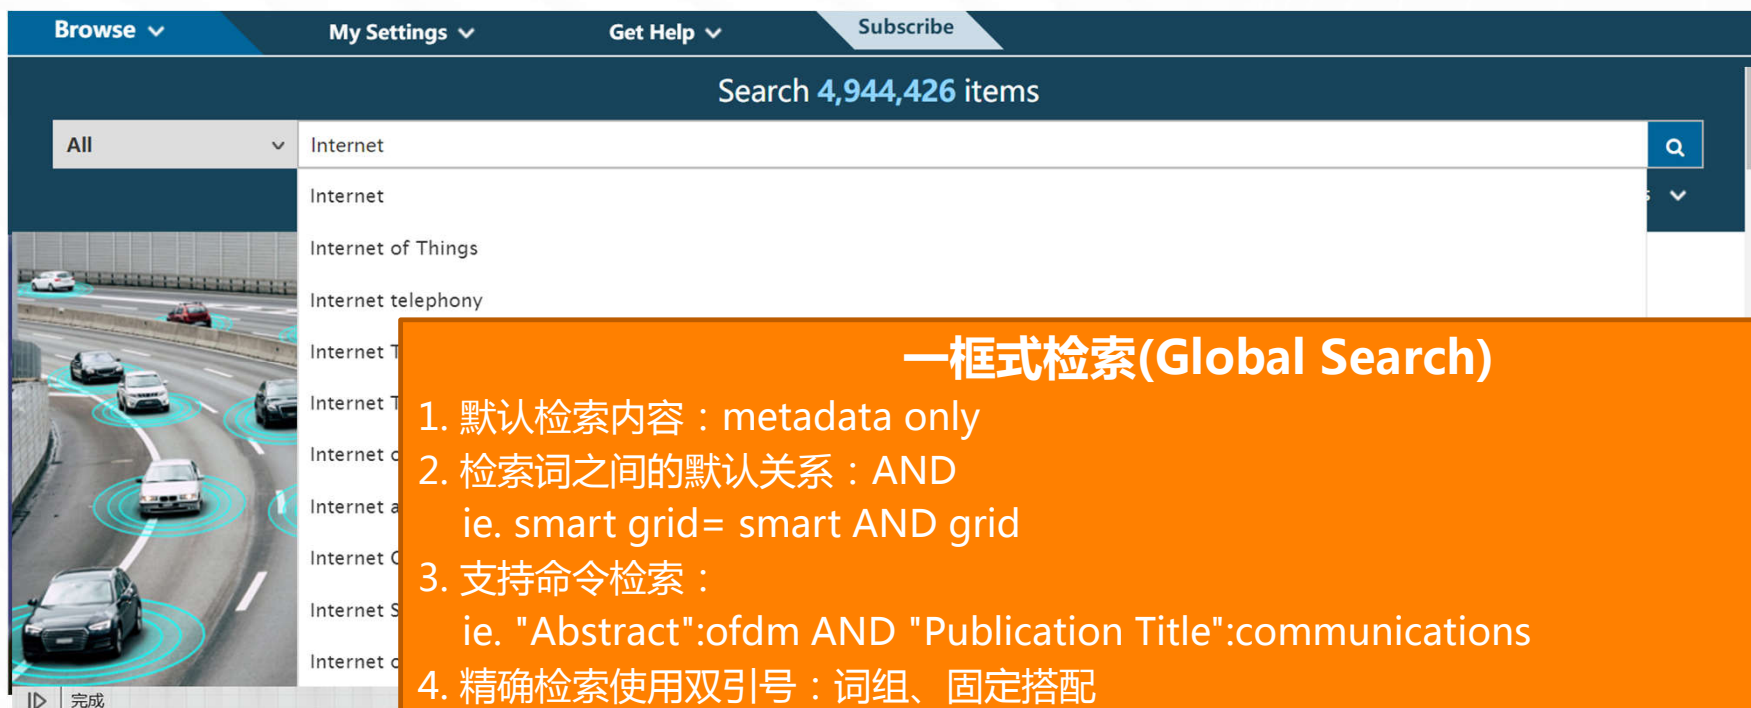 Browse My Settings Get Help Subscribe
Search 4,944,426 items
All Internet
Internet
Internet of Things
Internet telephony
Internet T
Internet T
Internet
Internet a
Internet
Internet S
Internet
一框式检索(Global Search)
1. 默认检索内容：metadata only
2. 检索词之间的默认关系：AND
ie. smart grid= smart AND grid
3. 支持命令检索：
ie. "Abstract":ofdm AND "Publication Title":communications
4. 精确检索使用双引号：词组、固定搭配
完成